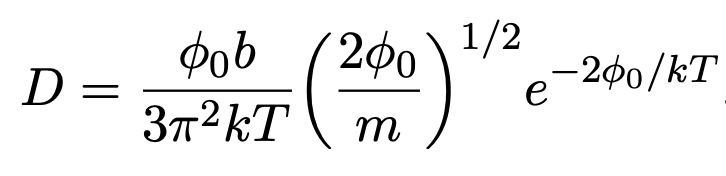 D = \frac{\phi_0 b}{3\pi^2 kT} \left( \frac{2\phi_0}{m} \right)^{1/2} e^{-2\phi_0/kT}.